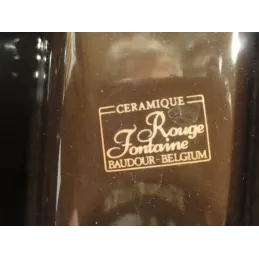 CERAMIQUE
Rouge
Fontaine
BAUDOUR - BELGIUM